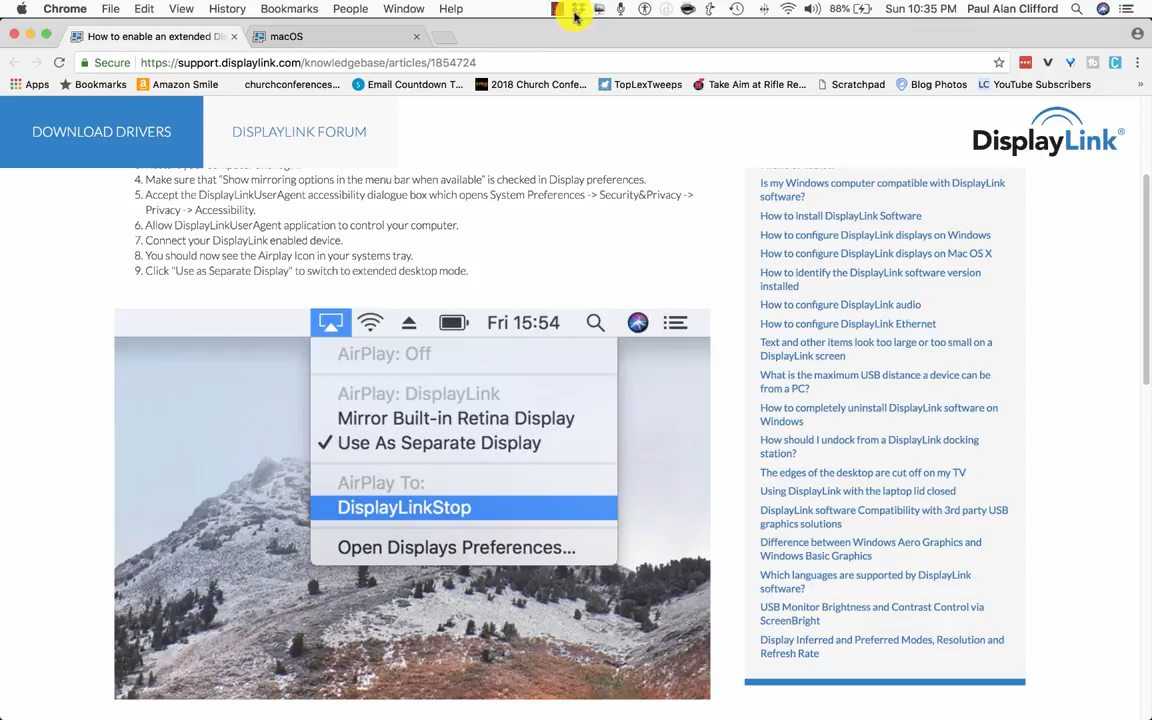 Chrome File Edit View History Bookmarks People Window Help 88% Sun 10:35 PM Paul Alan Clifford
How to enable an extended Di × macOS ×
Secure https://support.displaylink.com/knowledgebase/articles/1854724
Apps Bookmarks Amazon Smile churchconferences... Email Countdown T... 2018 Church Confe... TopLexTweeps Take Aim at Rifle Re... Scratchpad Blog Photos LC YouTube Subscribers »
DOWNLOAD DRIVERS DISPLAYLINK FORUM DisplayLink®
4. Make sure that "Show mirroring options in the menu bar when available" is checked in Display preferences.
5. Accept the DisplayLinkUserAgent accessibility dialogue box which opens System Preferences -> Security&Privacy ->
Privacy -> Accessibility.
6. Allow DisplayLinkUserAgent application to control your computer.
7. Connect your DisplayLink enabled device.
8. You should now see the Airplay Icon in your systems tray.
9. Click "Use as Separate Display" to switch to extended desktop mode.
Fri 15:54
AirPlay: Off
AirPlay: DisplayLink
Mirror Built-in Retina Display
✓ Use As Separate Display
AirPlay To:
DisplayLinkStop
Open Displays Preferences...
Is my Windows computer compatible with DisplayLink
software?
How to install DisplayLink Software
How to configure DisplayLink displays on Windows
How to configure DisplayLink displays on Mac OS X
How to identify the DisplayLink software version
installed
How to configure DisplayLink audio
How to configure DisplayLink Ethernet
Text and other items look too large or too small on a
DisplayLink screen
What is the maximum USB distance a device can be
from a PC?
How to completely uninstall DisplayLink software on
Windows
How should I undock from a DisplayLink docking
station?
The edges of the desktop are cut off on my TV
Using DisplayLink with the laptop lid closed
DisplayLink software Compatibility with 3rd party USB
graphics solutions
Difference between Windows Aero Graphics and
Windows Basic Graphics
Which languages are supported by DisplayLink
software?
USB Monitor Brightness and Contrast Control via
ScreenBright
Display Inferred and Preferred Modes, Resolution and
Refresh Rate